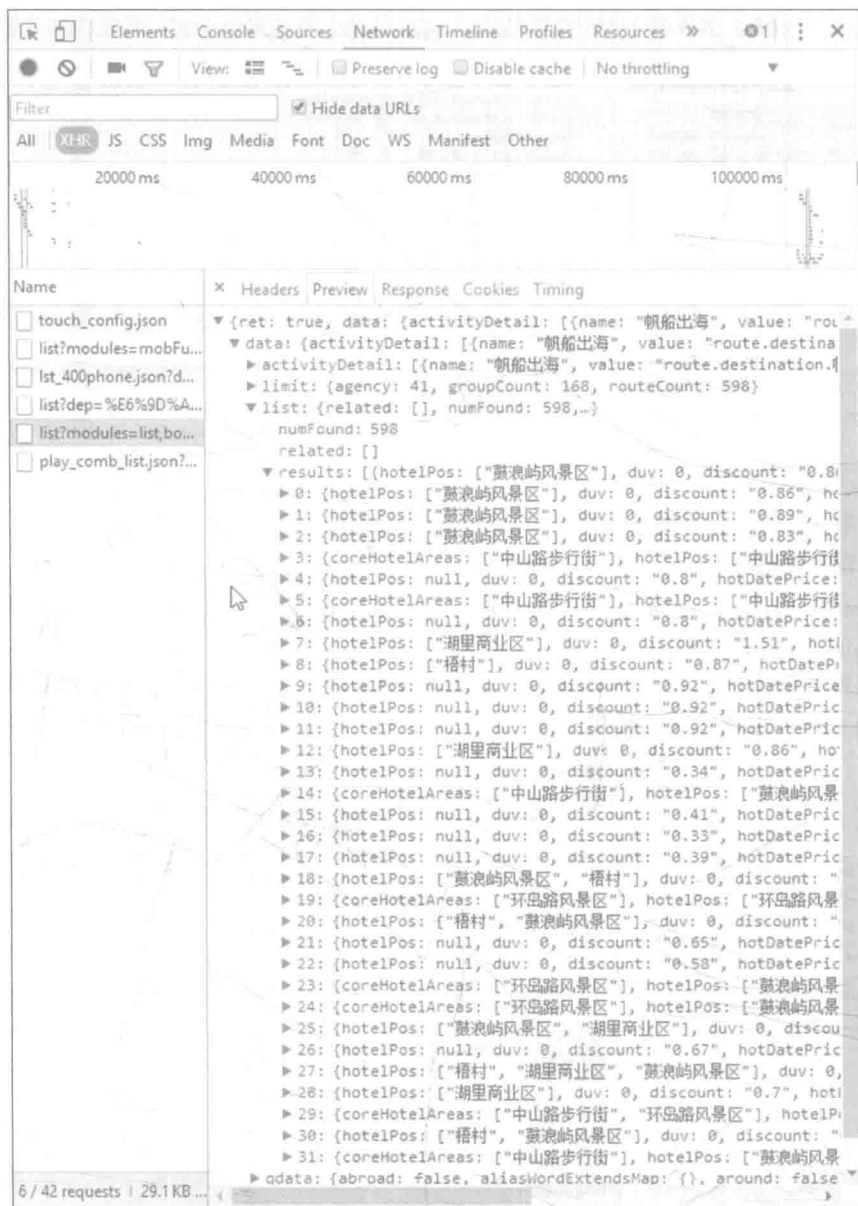 Elements Console Sources Network Timeline Profiles Resources » 1
View: Preserve log Disable cache No throttling
Filter Hide data URLs
All XHR JS CSS Img Media Font Doc WS Manifest Other
20000 ms 40000 ms 60000 ms 80000 ms 100000 ms
Name
× Headers Preview Response Cookies Timing
touch_config.json
list?modules=mobFu...
lst_400phone.json?d...
list?dep=%E6%9D%A...
list?modules=list,bo...
play_comb_list.json?...
▼{ret: true, data: {activityDetail: [{name: "帆船出海", value: "rou
▼data: {activityDetail: [{name: "帆船出海", value: "route.destina
▶activityDetail: [{name: "帆船出海", value: "route.destination.
▶limit: {agency: 41, groupCount: 168, routeCount: 598}
▼list: {related: [], numFound: 598,…}
numFound: 598
related: []
▼results: [{hotelPos: ["鼓浪屿风景区"], duv: 0, discount: "0.8
▶0: {hotelPos: ["鼓浪屿风景区"], duv: 0, discount: "0.86", ho
▶1: {hotelPos: ["鼓浪屿风景区"], duv: 0, discount: "0.89", ho
▶2: {hotelPos: ["鼓浪屿风景区"], duv: 0, discount: "0.83", ho
▶3: {coreHotelAreas: ["中山路步行街"], hotelPos: ["中山路步行街
▶4: {hotelPos: null, duv: 0, discount: "0.8", hotDatePrice:
▶5: {coreHotelAreas: ["中山路步行街"], hotelPos: ["中山路步行街
▶6: {hotelPos: null, duv: 0, discount: "0.8", hotDatePrice:
▶7: {hotelPos: ["湖里商业区"], duv: 0, discount: "1.51", hot
▶8: {hotelPos: ["梧村"], duv: 0, discount: "0.87", hotDateP
▶9: {hotelPos: null, duv: 0, discount: "0.92", hotDatePrice
▶10: {hotelPos: null, duv: 0, discount: "0.92", hotDatePric
▶11: {hotelPos: null, duv: 0, discount: "0.92", hotDatePric
▶12: {hotelPos: ["湖里商业区"], duv: 0, discount: "0.86", ho
▶13: {hotelPos: null, duv: 0, discount: "0.34", hotDatePric
▶14: {coreHotelAreas: ["中山路步行街"], hotelPos: ["鼓浪屿风景
▶15: {hotelPos: null, duv: 0, discount: "0.41", hotDatePric
▶16: {hotelPos: null, duv: 0, discount: "0.33", hotDatePric
▶17: {hotelPos: null, duv: 0, discount: "0.39", hotDatePric
▶18: {hotelPos: ["鼓浪屿风景区", "梧村"], duv: 0, discount: "
▶19: {coreHotelAreas: ["环岛路风景区"], hotelPos: ["环岛路风景
▶20: {hotelPos: ["梧村", "鼓浪屿风景区"], duv: 0, discount: "
▶21: {hotelPos: null, duv: 0, discount: "0.65", hotDatePric
▶22: {hotelPos: null, duv: 0, discount: "0.58", hotDatePric
▶23: {coreHotelAreas: ["环岛路风景区"], hotelPos: ["鼓浪屿风景
▶24: {coreHotelAreas: ["环岛路风景区"], hotelPos: ["鼓浪屿风景
▶25: {hotelPos: ["鼓浪屿风景区", "湖里商业区"], duv: 0, discou
▶26: {hotelPos: null, duv: 0, discount: "0.67", hotDatePric
▶27: {hotelPos: ["梧村", "湖里商业区", "鼓浪屿风景区"], duv: 0,
▶28: {hotelPos: ["湖里商业区"], duv: 0, discount: "0.7", hot
▶29: {coreHotelAreas: ["中山路步行街", "环岛路风景区"], hotelP
▶30: {hotelPos: ["梧村", "鼓浪屿风景区"], duv: 0, discount: "
▶31: {coreHotelAreas: ["中山路步行街"], hotelPos: ["鼓浪屿风景
▶qdata: {abroad: false, aliasWordExtendsMap: {}, around: false
6 / 42 requests | 29.1 KB ...